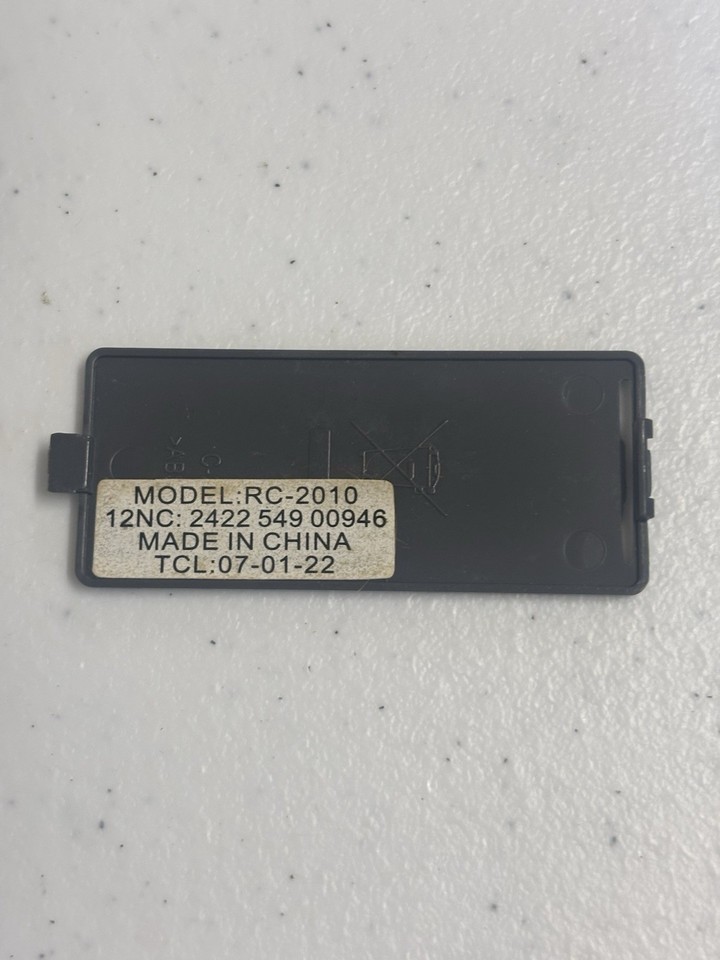 MODEL:RC-2010
12NC: 2422 549 00946
MADE IN CHINA
TCL:07-01-22